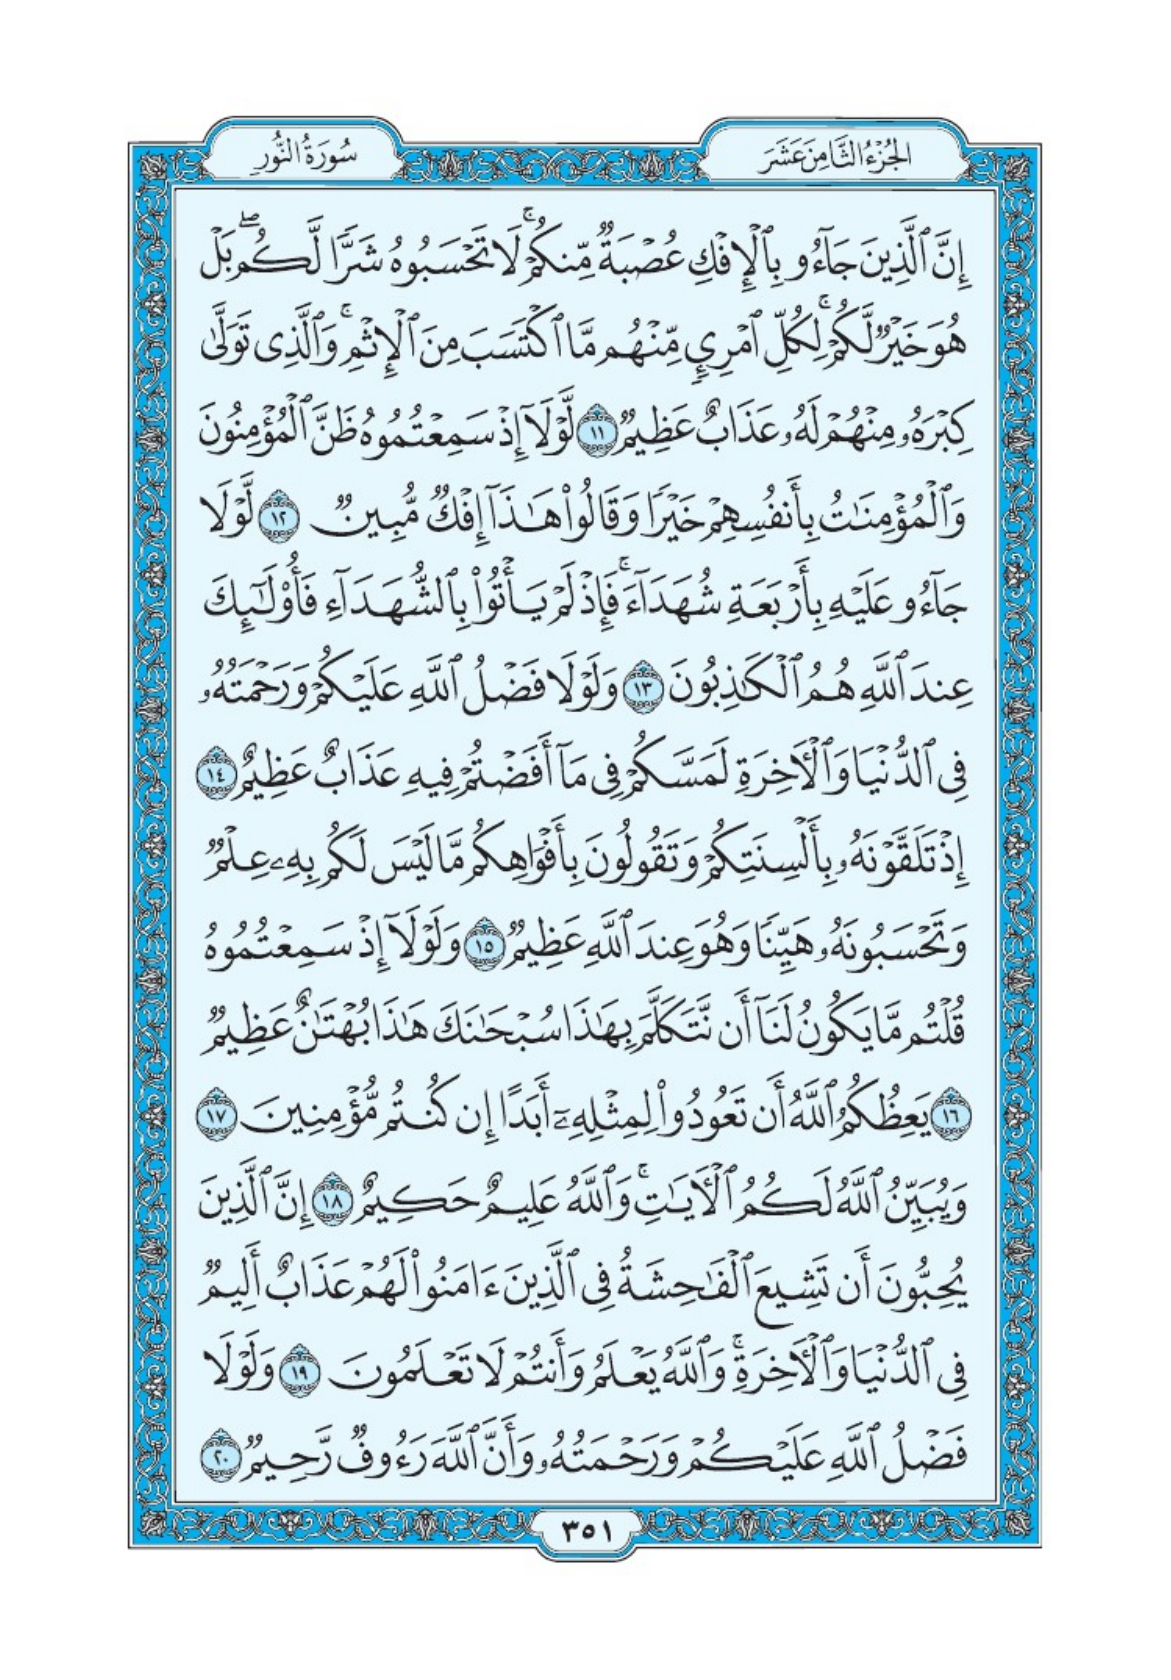 الجُزْءُ الثَّامِنَ عَشَرَ
سُورَةُ النُّورِ
إِنَّ ٱلَّذِينَ جَآءُو بِٱلْإِفْكِ عُصْبَةٌ مِّنكُمْ ۚ لَا تَحْسَبُوهُ شَرًّا لَّكُم ۖ بَلْ
هُوَ خَيْرٌ لَّكُمْ ۚ لِكُلِّ ٱمْرِئٍ مِّنْهُم مَّا ٱكْتَسَبَ مِنَ ٱلْإِثْمِ ۚ وَٱلَّذِى تَوَلَّىٰ
كِبْرَهُۥ مِنْهُمْ لَهُۥ عَذَابٌ عَظِيمٌ ١١ لَّوْلَآ إِذْ سَمِعْتُمُوهُ ظَنَّ ٱلْمُؤْمِنُونَ
وَٱلْمُؤْمِنَٰتُ بِأَنفُسِهِمْ خَيْرًا وَقَالُوا۟ هَٰذَآ إِفْكٌ مُّبِينٌ ١٢ لَّوْلَا
جَآءُو عَلَيْهِ بِأَرْبَعَةِ شُهَدَآءَ ۚ فَإِذْ لَمْ يَأْتُوا۟ بِٱلشُّهَدَآءِ فَأُو۟لَٰٓئِكَ
عِندَ ٱللَّهِ هُمُ ٱلْكَٰذِبُونَ ١٣ وَلَوْلَا فَضْلُ ٱللَّهِ عَلَيْكُمْ وَرَحْمَتُهُۥ
فِى ٱلدُّنْيَا وَٱلْءَاخِرَةِ لَمَسَّكُمْ فِى مَآ أَفَضْتُمْ فِيهِ عَذَابٌ عَظِيمٌ ١٤
إِذْ تَلَقَّوْنَهُۥ بِأَلْسِنَتِكُمْ وَتَقُولُونَ بِأَفْوَاهِكُم مَّا لَيْسَ لَكُم بِهِۦ عِلْمٌ
وَتَحْسَبُونَهُۥ هَيِّنًا وَهُوَ عِندَ ٱللَّهِ عَظِيمٌ ١٥ وَلَوْلَآ إِذْ سَمِعْتُمُوهُ
قُلْتُم مَّا يَكُونُ لَنَآ أَن نَّتَكَلَّمَ بِهَٰذَا سُبْحَٰنَكَ هَٰذَا بُهْتَٰنٌ عَظِيمٌ
١٦ يَعِظُكُمُ ٱللَّهُ أَن تَعُودُوا۟ لِمِثْلِهِۦٓ أَبَدًا إِن كُنتُم مُّؤْمِنِينَ ١٧
وَيُبَيِّنُ ٱللَّهُ لَكُمُ ٱلْءَايَٰتِ ۚ وَٱللَّهُ عَلِيمٌ حَكِيمٌ ١٨ إِنَّ ٱلَّذِينَ
يُحِبُّونَ أَن تَشِيعَ ٱلْفَٰحِشَةُ فِى ٱلَّذِينَ ءَامَنُوا۟ لَهُمْ عَذَابٌ أَلِيمٌ
فِى ٱلدُّنْيَا وَٱلْءَاخِرَةِ ۚ وَٱللَّهُ يَعْلَمُ وَأَنتُمْ لَا تَعْلَمُونَ ١٩ وَلَوْلَا
فَضْلُ ٱللَّهِ عَلَيْكُمْ وَرَحْمَتُهُۥ وَأَنَّ ٱللَّهَ رَءُوفٌ رَّحِيمٌ ٢٠
٣٥١